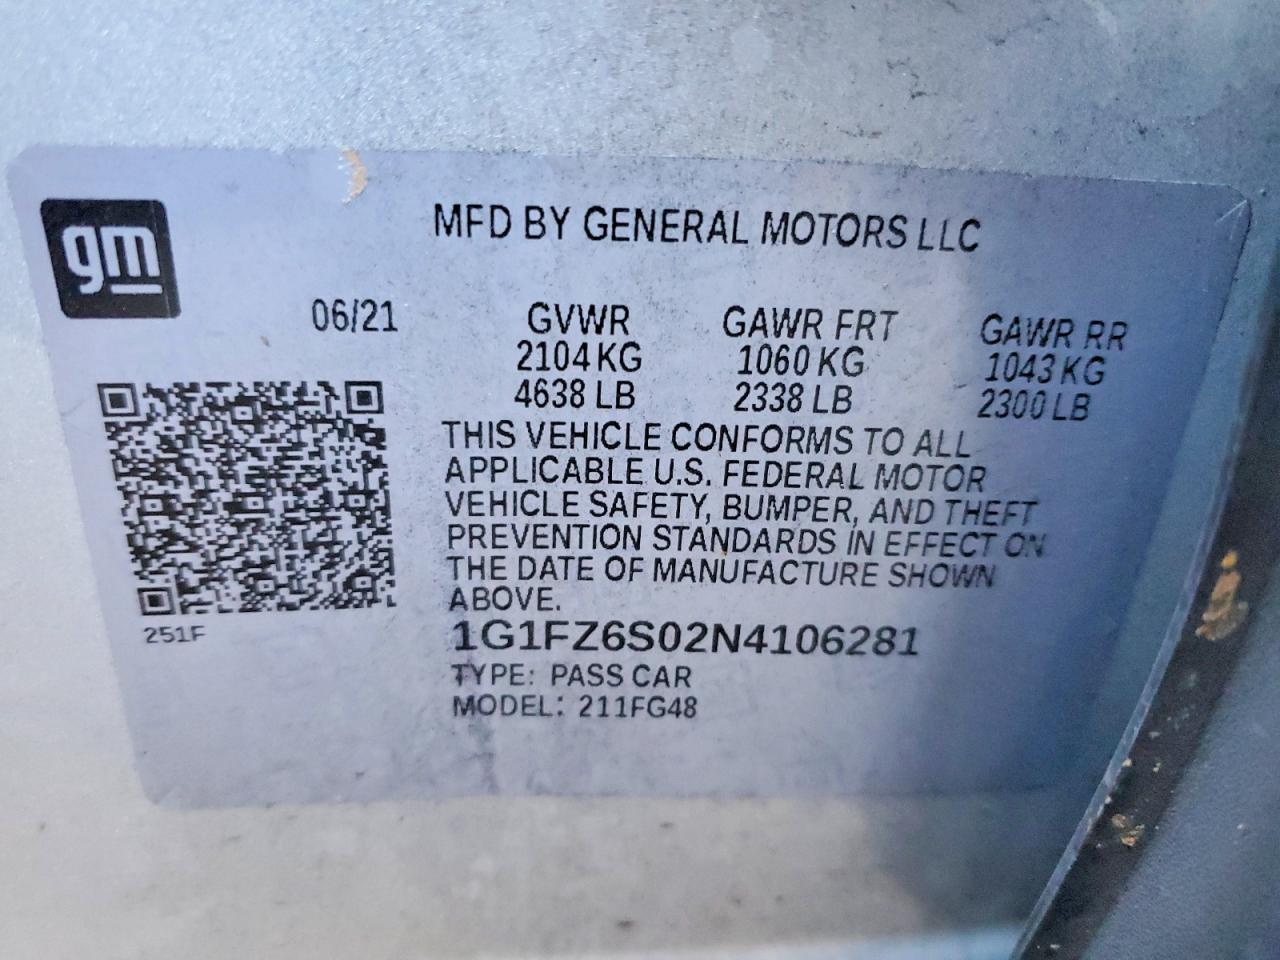 gm
MFD BY GENERAL MOTORS LLC
06/21 GVWR GAWR FRT GAWR RR
2104 KG 1060 KG 1043 KG
4638 LB 2338 LB 2300 LB
THIS VEHICLE CONFORMS TO ALL
APPLICABLE U.S. FEDERAL MOTOR
VEHICLE SAFETY, BUMPER, AND THEFT
PREVENTION STANDARDS IN EFFECT ON
THE DATE OF MANUFACTURE SHOWN
ABOVE.
251F
1G1FZ6S02N4106281
TYPE: PASS CAR
MODEL: 211FG48